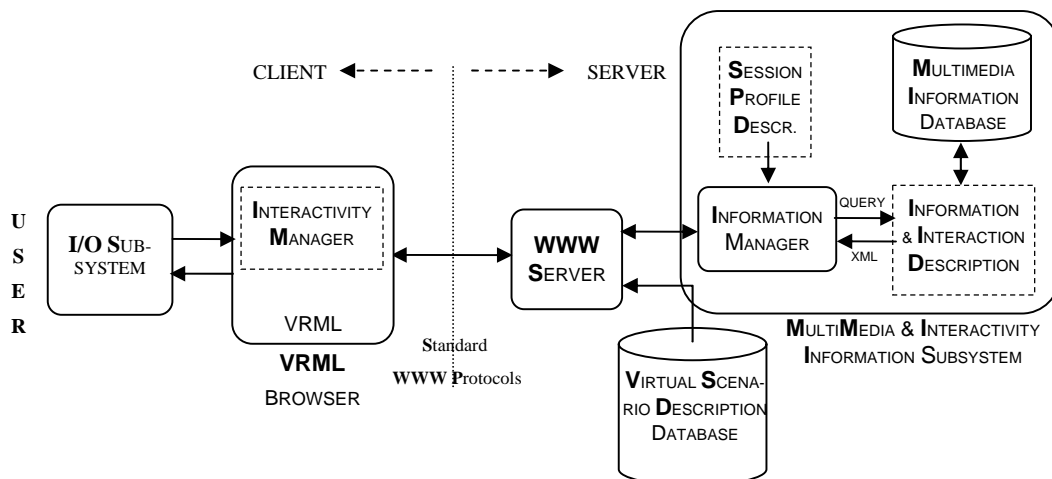 CLIENT
SERVER
SESSION
PROFILE
DESCR.
MULTIMEDIA
INFORMATION
DATABASE
U
S
E
R
I/O SUB-
SYSTEM
INTERACTIVITY
MANAGER
VRML
VRML
BROWSER
Standard
WWW Protocols
WWW
SERVER
INFORMATION
MANAGER
QUERY
XML
INFORMATION
& INTERACTION
DESCRIPTION
MULTIMEDIA & INTERACTIVITY
INFORMATION SUBSYSTEM
VIRTUAL SCENA-
RIO DESCRIPTION
DATABASE